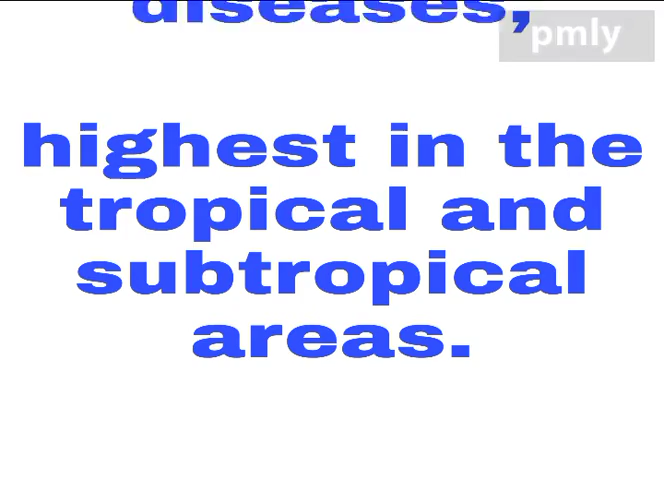 diseases,
pmly
highest in the
tropical and
subtropical
areas.